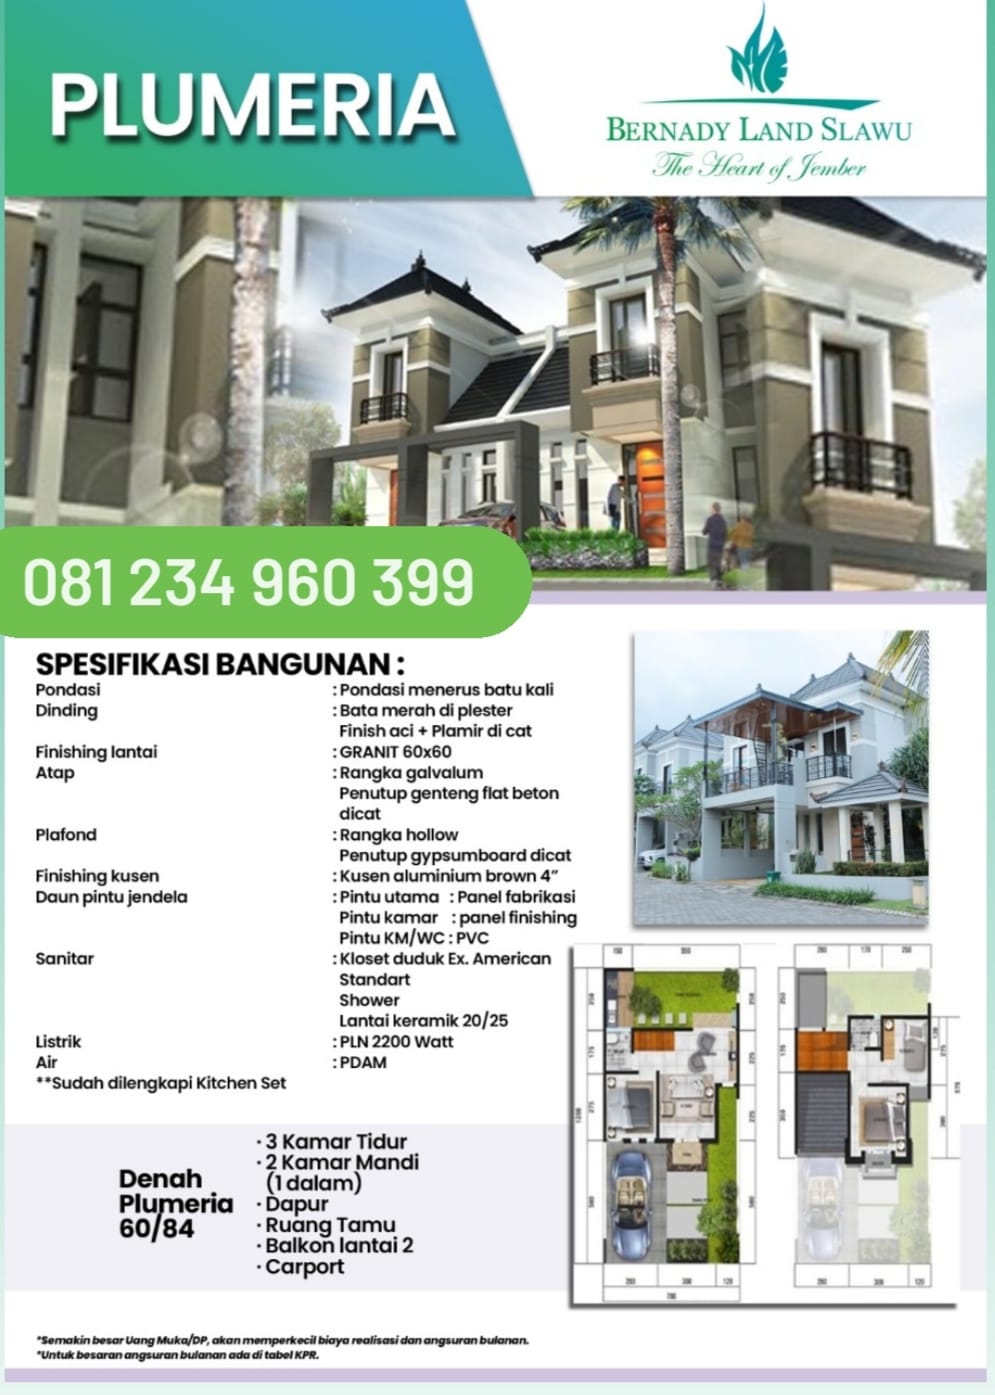 PLUMERIA
BERNADY LAND SLAWU
The Heart of Jember
081 234 960 399
SPESIFIKASI BANGUNAN :
Pondasi : Pondasi menerus batu kali
Dinding : Bata merah di plester
Finish aci + Plamir di cat
Finishing lantai : GRANIT 60x60
Atap : Rangka galvalum
Penutup genteng flat beton
dicat
Plafond : Rangka hollow
Penutup gypsumboard dicat
Finishing kusen : Kusen aluminium brown 4”
Daun pintu jendela : Pintu utama : Panel fabrikasi
Pintu kamar : panel finishing
Pintu KM/WC : PVC
Sanitar : Kloset duduk Ex. American
Standart
Shower
Lantai keramik 20/25
Listrik : PLN 2200 Watt
Air : PDAM
**Sudah dilengkapi Kitchen Set
Denah
Plumeria
60/84
· 3 Kamar Tidur
· 2 Kamar Mandi
(1 dalam)
· Dapur
· Ruang Tamu
· Balkon lantai 2
· Carport
*Semakin besar Uang Muka/DP, akan memperkecil biaya realisasi dan angsuran bulanan.
*Untuk besaran angsuran bulanan ada di tabel KPR.